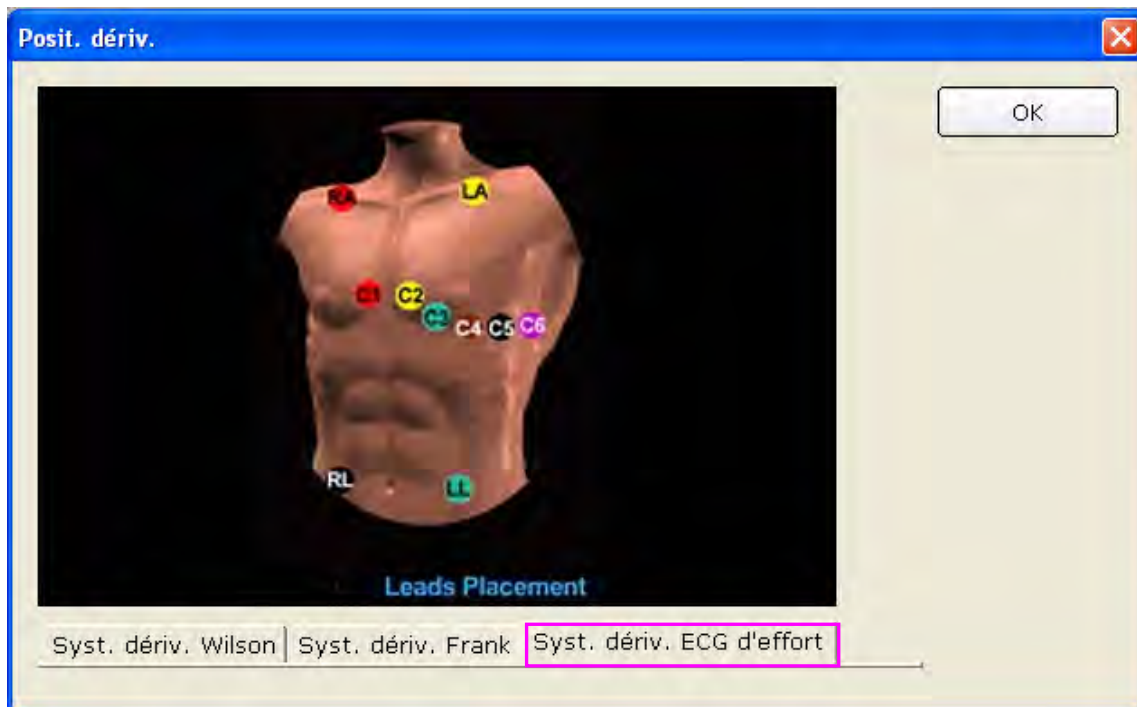 Posit. dériv.
OK
RA
LA
C1
C2
C3
C4
C5
C6
RL
LL
Leads Placement
Syst. dériv. Wilson
Syst. dériv. Frank
Syst. dériv. ECG d'effort